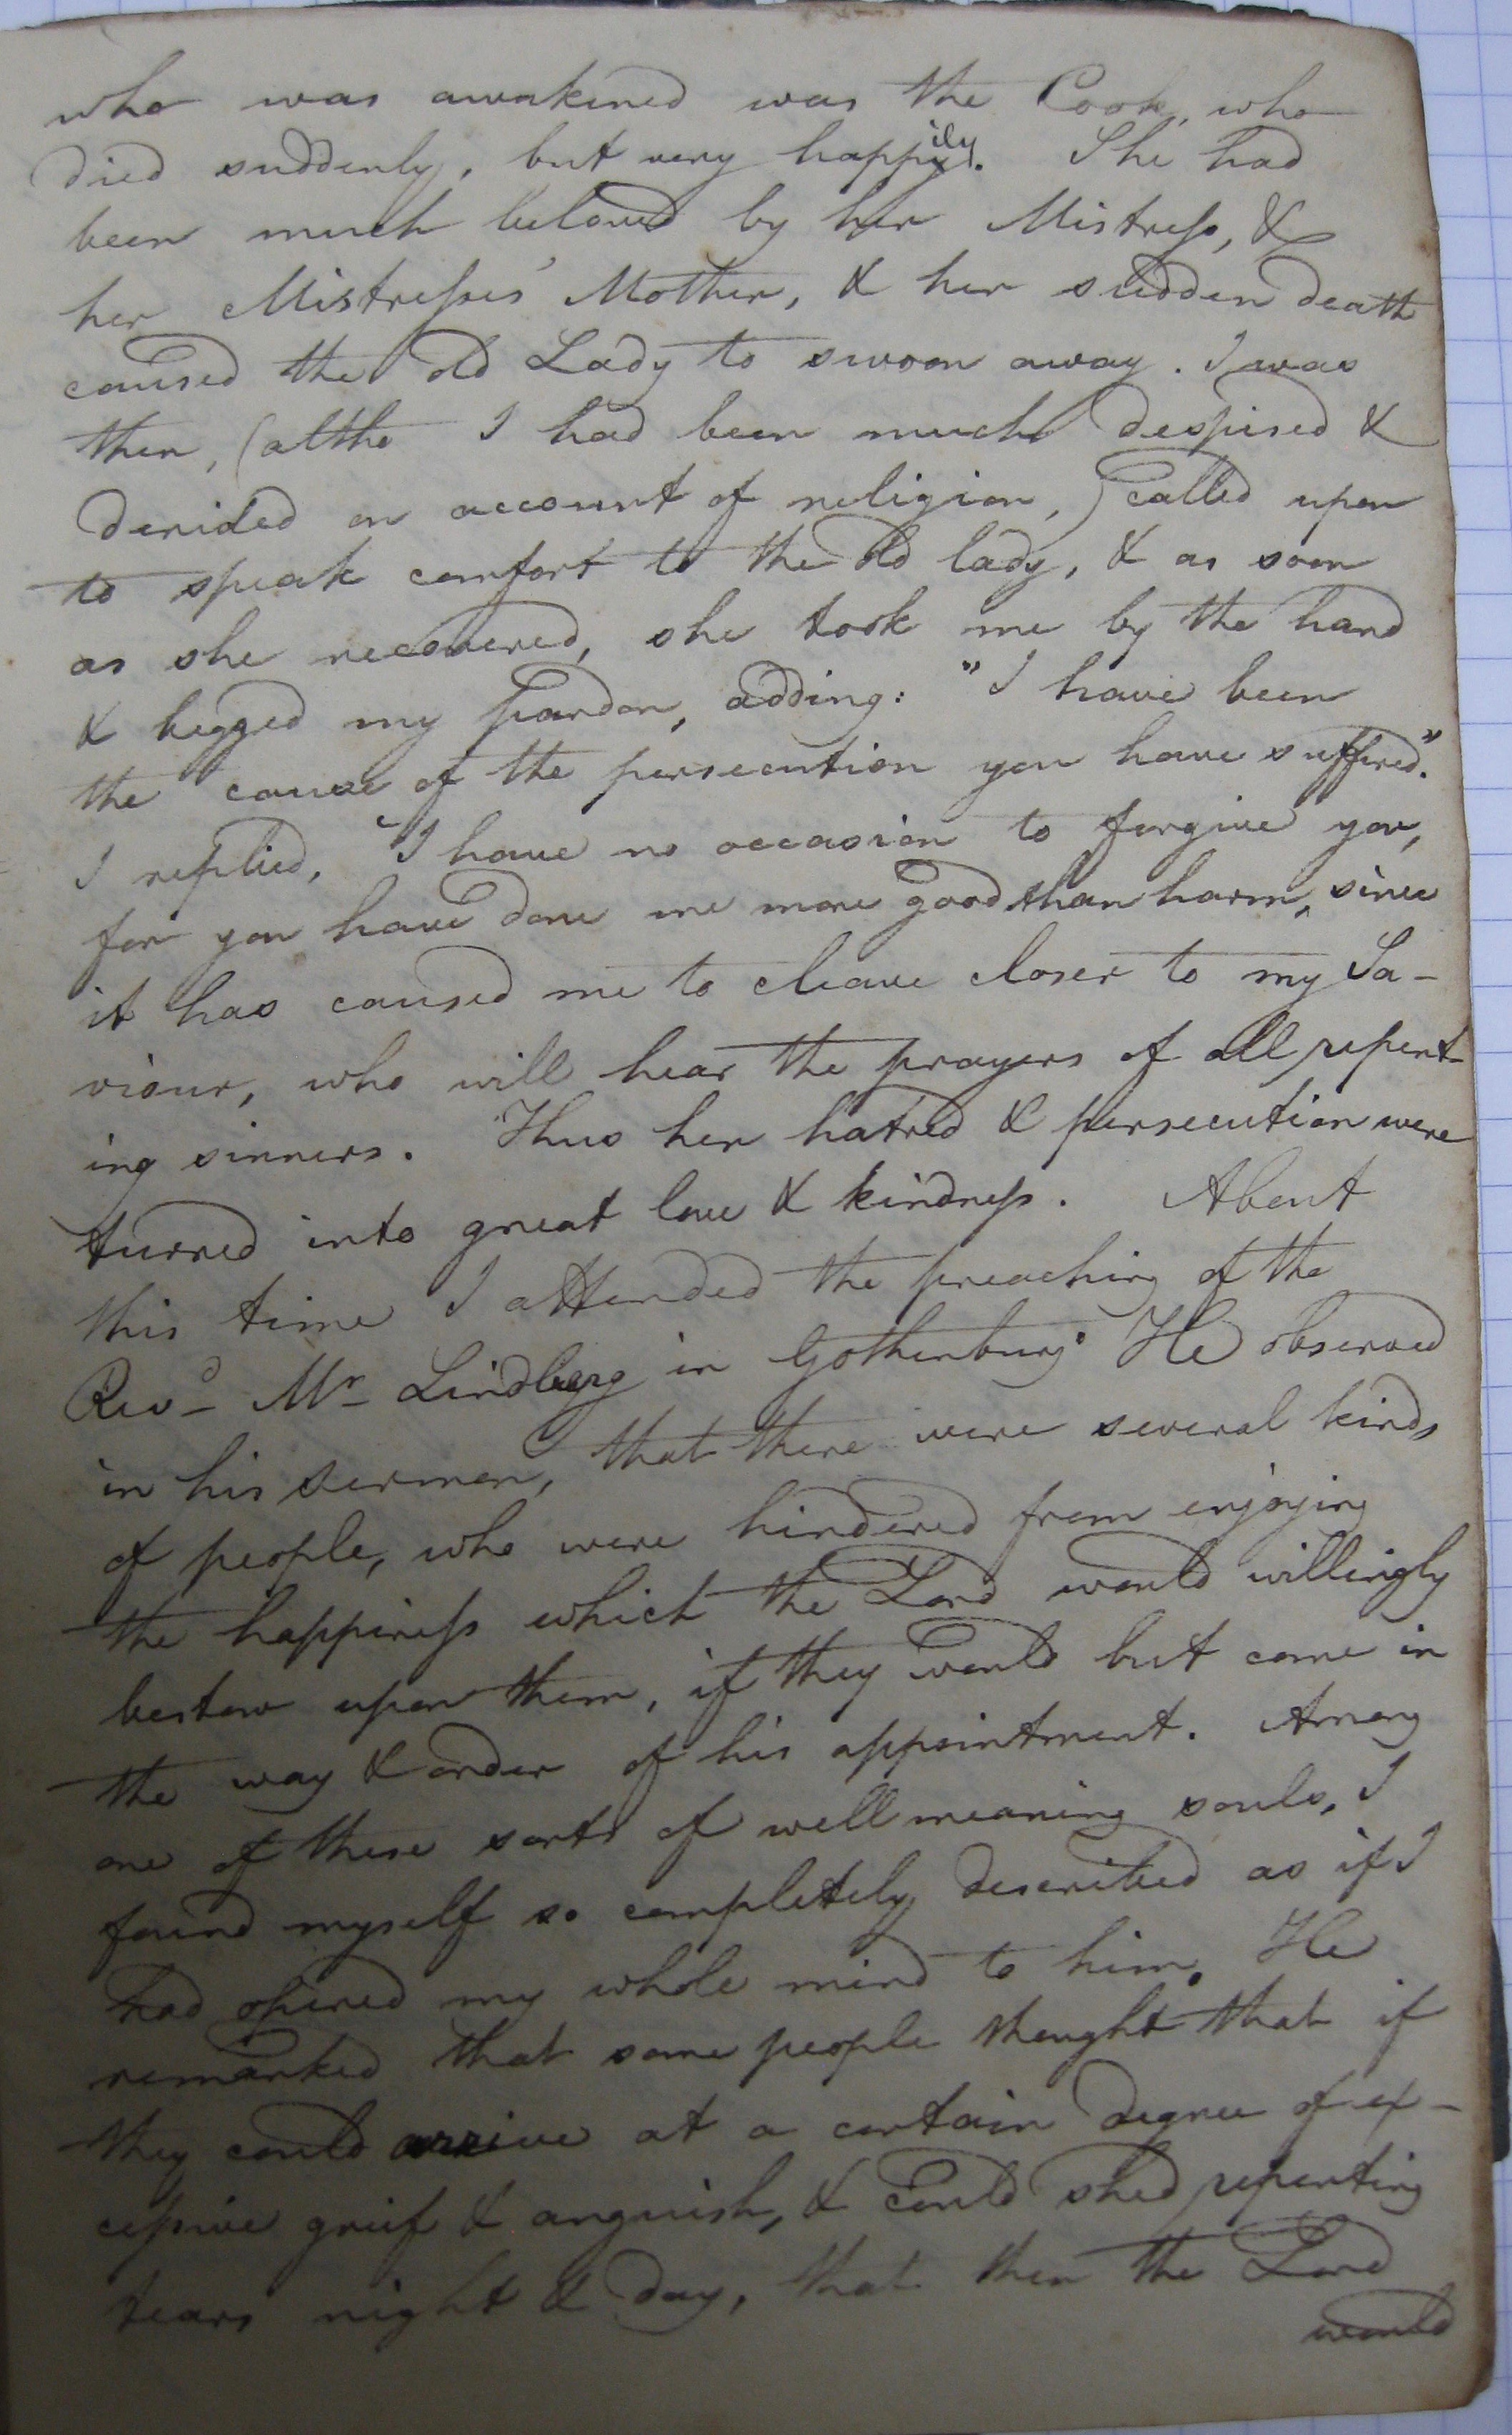 who was awakened was the Cook, who
died suddenly, but very happily. She had
been much beloved by her Mistreſs, &
her Mistreſses' Mother, & her sudden death
caused the old Lady to swoon away. I was
then, (altho I had been much despised &
derided on account of religion,) called upon
to speak comfort to the old lady, & as soon
as she recovered, she took me by the hand
& begged my pardon, adding: "I have been
the cause of the persecution you have suffered."
I replied, "I have no occasion to forgive you,
for you have done me more good than harm, since
it has caused me to cleave closer to my Sa-
viour, who will hear the prayers of all repent-
ing sinners. Thus her hatred & persecution were
turned into great love & kindneſs. About
this time I attended the preaching of the
Revd Mr Lindberg in Gothenburg. He observed
in his sermon, that there were several kinds
of people, who were hindered from enjoying
the happineſs which the Lord would willingly
bestow upon them, if they would but come in
the way & order of his appointment. Among
one of these sorts of well meaning souls, I
found myself so completely described as if I
had opened my whole mind to him. He
remarked that some people thought that if
they could arrive at a certain degree of ex-
ceſsive grief & anguish, & could shed repenting
tears night & day, that then the Lord
would